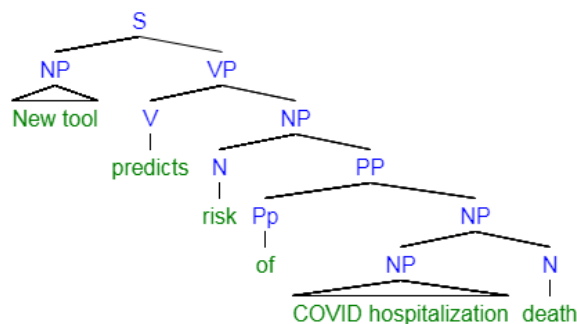 S
NP VP
New tool V NP
predicts N PP
risk Pp NP
of NP N
COVID hospitalization death